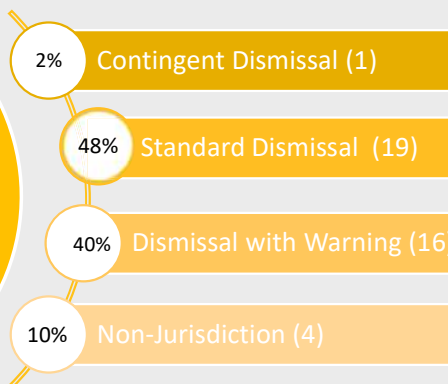 2% Contingent Dismissal (1)
48% Standard Dismissal (19)
40% Dismissal with Warning (16
10% Non-Jurisdiction (4)